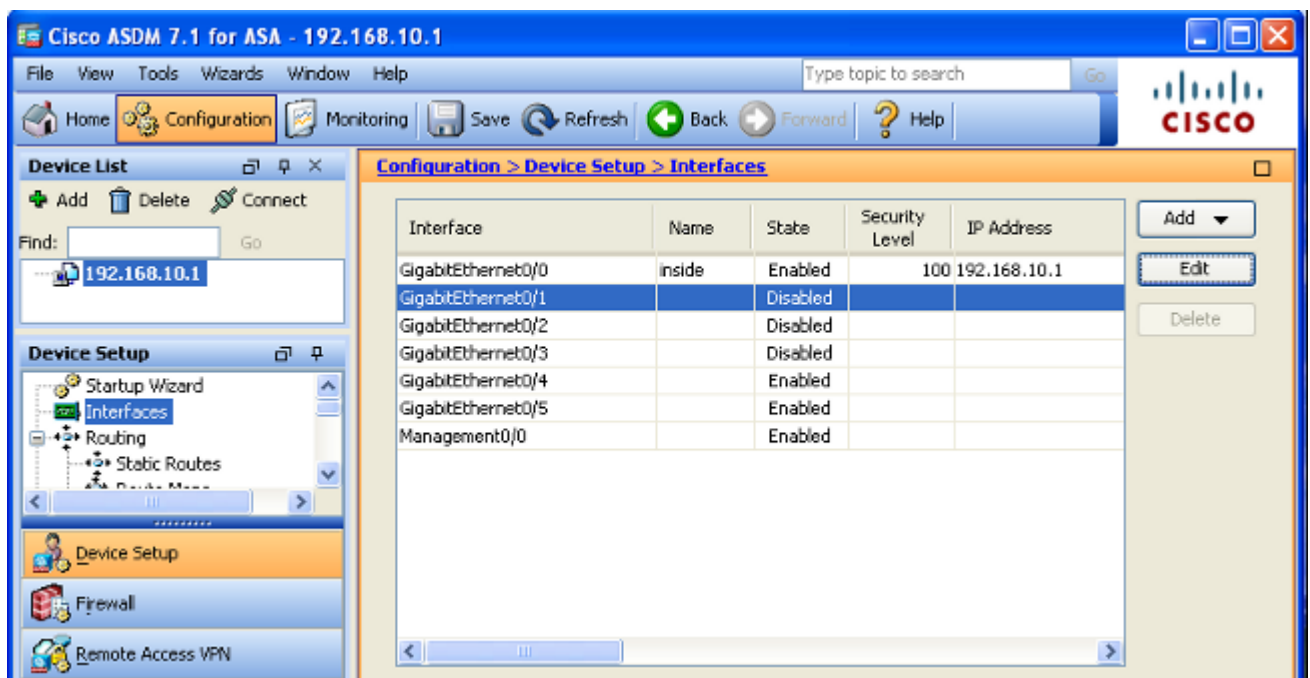 Cisco ASDM 7.1 for ASA - 192.168.10.1
File View Tools Wizards Window Help
Type topic to search
Go
Home Configuration Monitoring Save Refresh Back Forward Help
CISCO
Device List
Add Delete Connect
Find:
Go
192.168.10.1
Device Setup
Startup Wizard
Interfaces
Routing
Static Routes
Device Setup
Firewall
Remote Access VPN
Configuration > Device Setup > Interfaces
Interface Name State Security Level IP Address
GigabitEthernet0/0 inside Enabled 100 192.168.10.1
GigabitEthernet0/1 Disabled
GigabitEthernet0/2 Disabled
GigabitEthernet0/3 Disabled
GigabitEthernet0/4 Enabled
GigabitEthernet0/5 Enabled
Management0/0 Enabled
Add
Edit
Delete